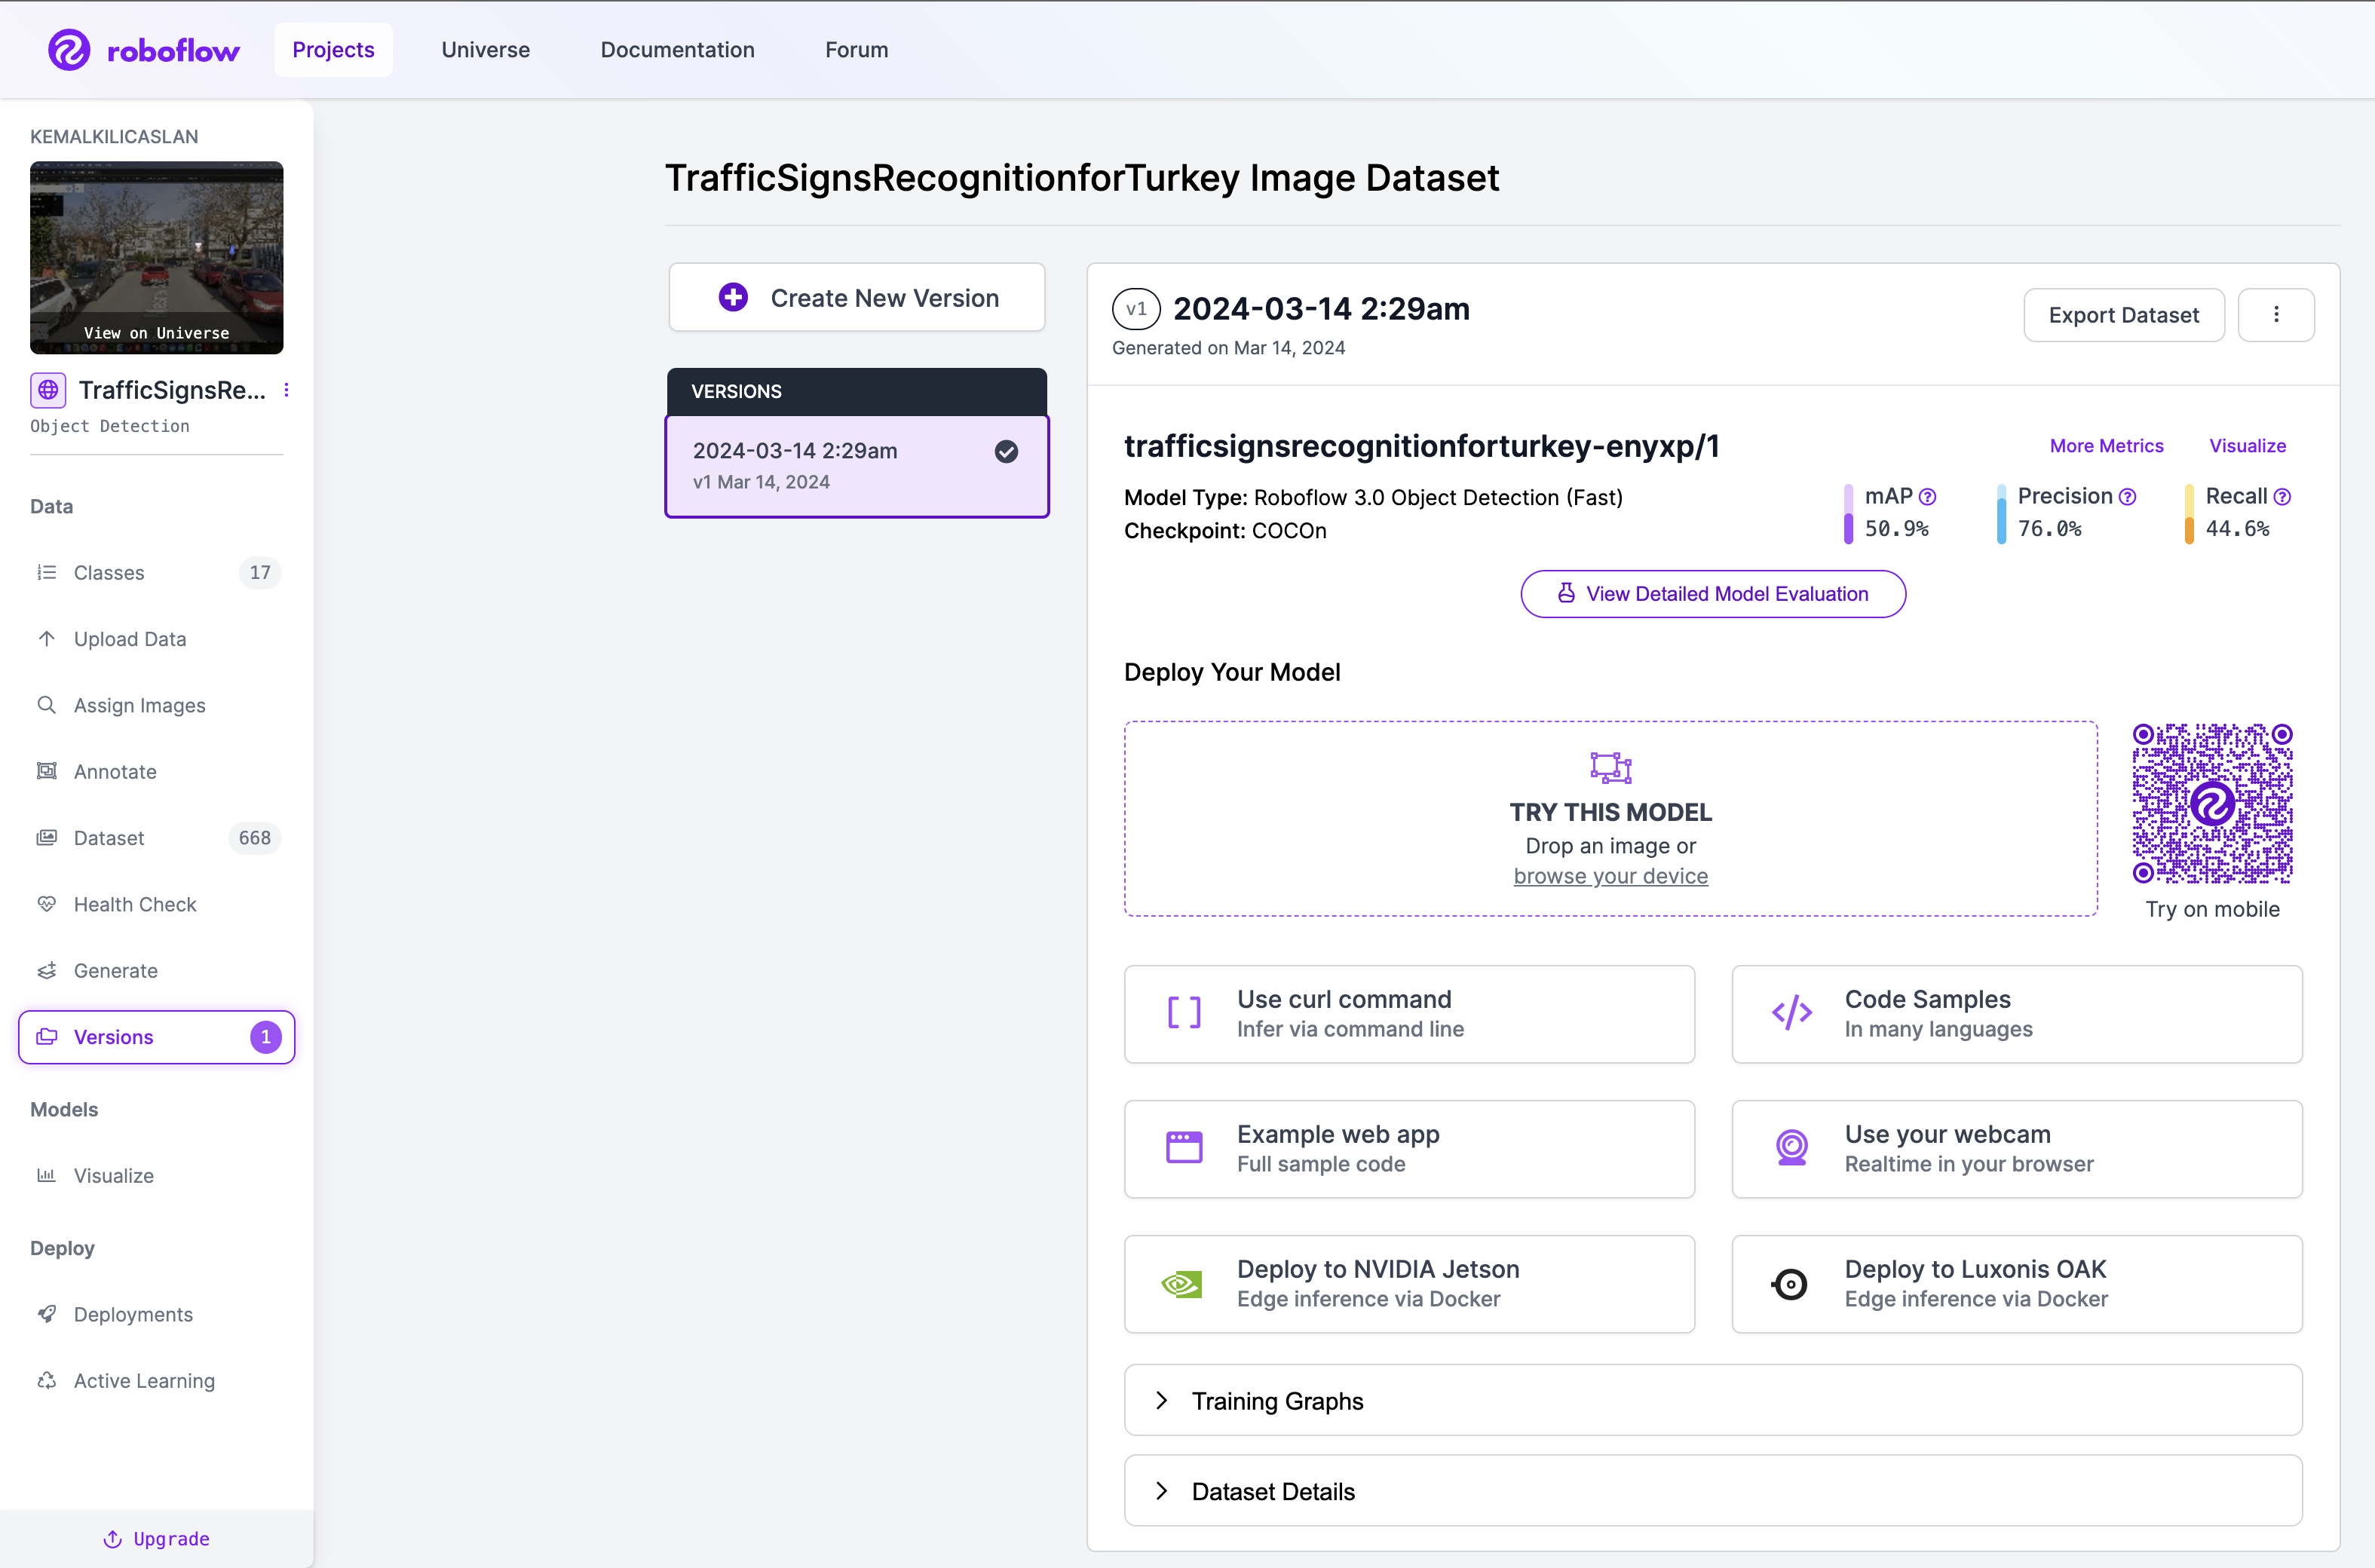 roboflow
Projects
Universe
Documentation
Forum
KEMALKILICASLAN
View on Universe
TrafficSignsRe...
Object Detection
Data
Classes 17
Upload Data
Assign Images
Annotate
Dataset 668
Health Check
Generate
Versions 1
Models
Visualize
Deploy
Deployments
Active Learning
Upgrade
TrafficSignsRecognitionforTurkey Image Dataset
Create New Version
VERSIONS
2024-03-14 2:29am
v1 Mar 14, 2024
v1 2024-03-14 2:29am
Generated on Mar 14, 2024
Export Dataset
trafficsignsrecognitionforturkey-enyxp/1
More Metrics
Visualize
Model Type: Roboflow 3.0 Object Detection (Fast)
Checkpoint: COCOn
mAP ?
50.9%
Precision ?
76.0%
Recall ?
44.6%
View Detailed Model Evaluation
Deploy Your Model
TRY THIS MODEL
Drop an image or
browse your device
Try on mobile
Use curl command
Infer via command line
Code Samples
In many languages
Example web app
Full sample code
Use your webcam
Realtime in your browser
Deploy to NVIDIA Jetson
Edge inference via Docker
Deploy to Luxonis OAK
Edge inference via Docker
Training Graphs
Dataset Details